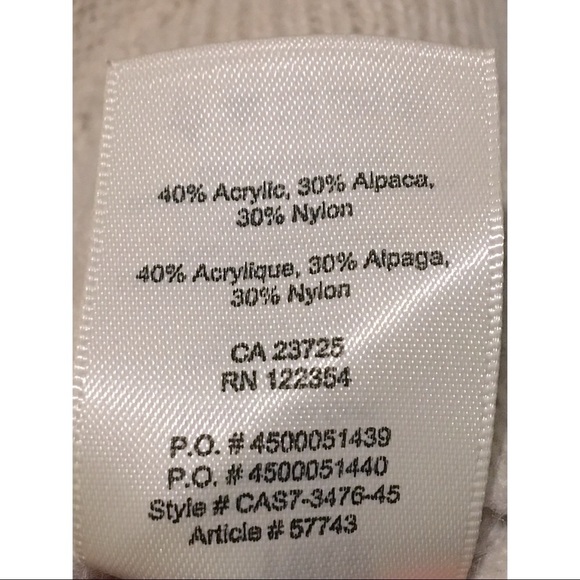 40% Acrylic, 30% Alpaca,
30% Nylon
40% Acrylique, 30% Alpaga,
30% Nylon
CA 23725
RN 122354
P.O. # 4500051439
P.O. # 4500051440
Style # CAS7-3476-45
Article # 57743